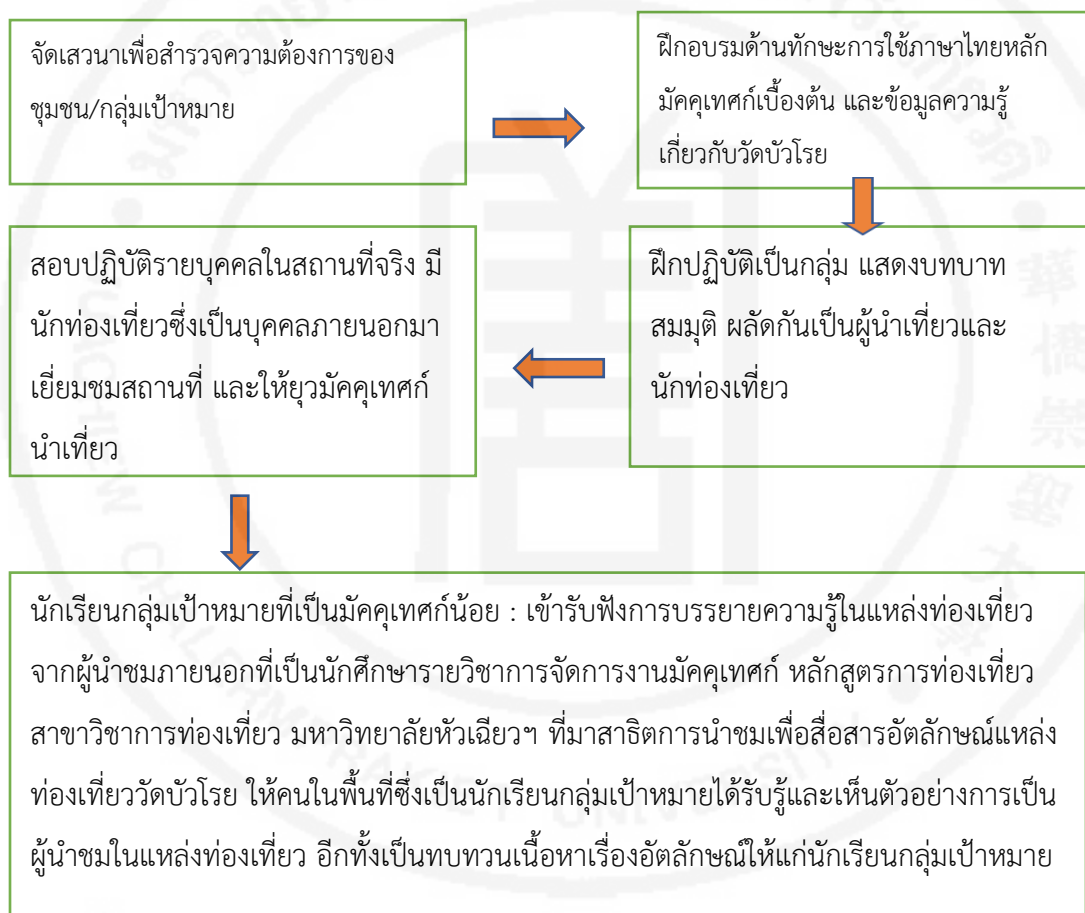 จัดเสวนาเพื่อสำรวจความต้องการของ
ชุมชน/กลุ่มเป้าหมาย
ฝึกอบรมด้านทักษะการใช้ภาษาไทยหลัก
มัคคุเทศก์เบื้องต้น และข้อมูลความรู้
เกี่ยวกับวัดบัวโรย
ฝึกปฏิบัติเป็นกลุ่ม แสดงบทบาท
สมมุติ ผลัดกันเป็นผู้นำเที่ยวและ
นักท่องเที่ยว
สอบปฏิบัติรายบุคคลในสถานที่จริง มี
นักท่องเที่ยวซึ่งเป็นบุคคลภายนอกมา
เยี่ยมชมสถานที่ และให้ยุวมัคคุเทศก์
นำเที่ยว
นักเรียนกลุ่มเป้าหมายที่เป็นมัคคุเทศก์น้อย : เข้ารับฟังการบรรยายความรู้ในแหล่งท่องเที่ยว
จากผู้นำชมภายนอกที่เป็นนักศึกษารายวิชาการจัดการงานมัคคุเทศก์ หลักสูตรการท่องเที่ยว
สาขาวิชาการท่องเที่ยว มหาวิทยาลัยหัวเฉียวฯ ที่มาสาธิตการนำชมเพื่อสื่อสารอัตลักษณ์แหล่ง
ท่องเที่ยววัดบัวโรย ให้คนในพื้นที่ซึ่งเป็นนักเรียนกลุ่มเป้าหมายได้รับรู้และเห็นตัวอย่างการเป็น
ผู้นำชมในแหล่งท่องเที่ยว อีกทั้งเป็นทบทวนเนื้อหาเรื่องอัตลักษณ์ให้แก่นักเรียนกลุ่มเป้าหมาย